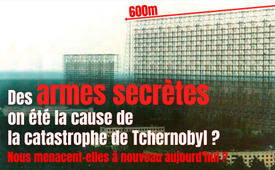 600m
Des armes secrètes
on été la cause de
la catastrophe de Tchernobyl ?
Nous menacent-elles à nouveau aujourd'hui ?